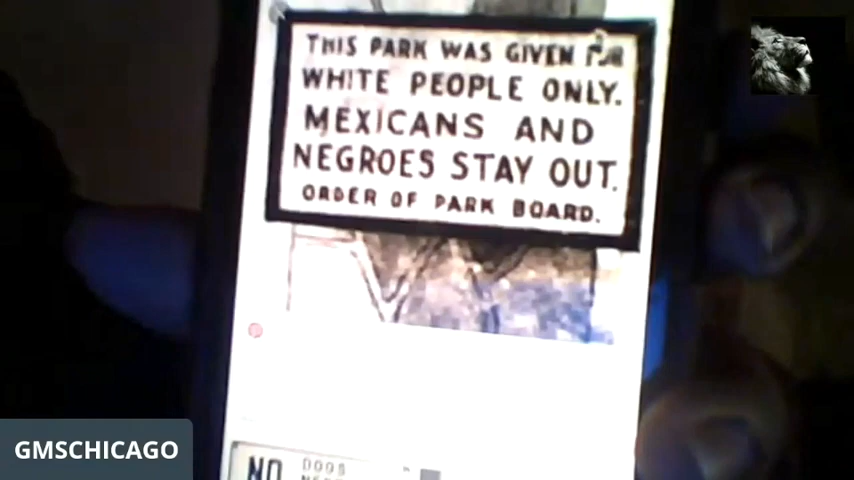 THIS PARK WAS GIVEN FOR
WHITE PEOPLE ONLY.
MEXICANS AND
NEGROES STAY OUT.
ORDER OF PARK BOARD.
NO
DOGS
GMSCHICAGO